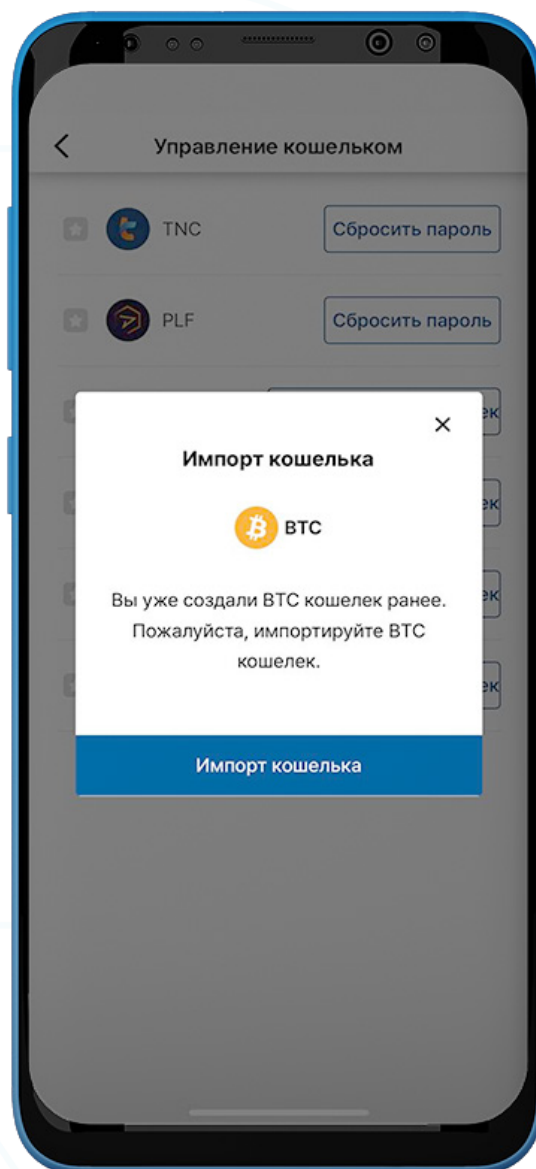 Управление кошельком
TNC
Сбросить пароль
PLF
Сбросить пароль
Импорт кошелька
BTC
Вы уже создали BTC кошелек ранее.
Пожалуйста, импортируйте BTC
кошелек.
Импорт кошелька